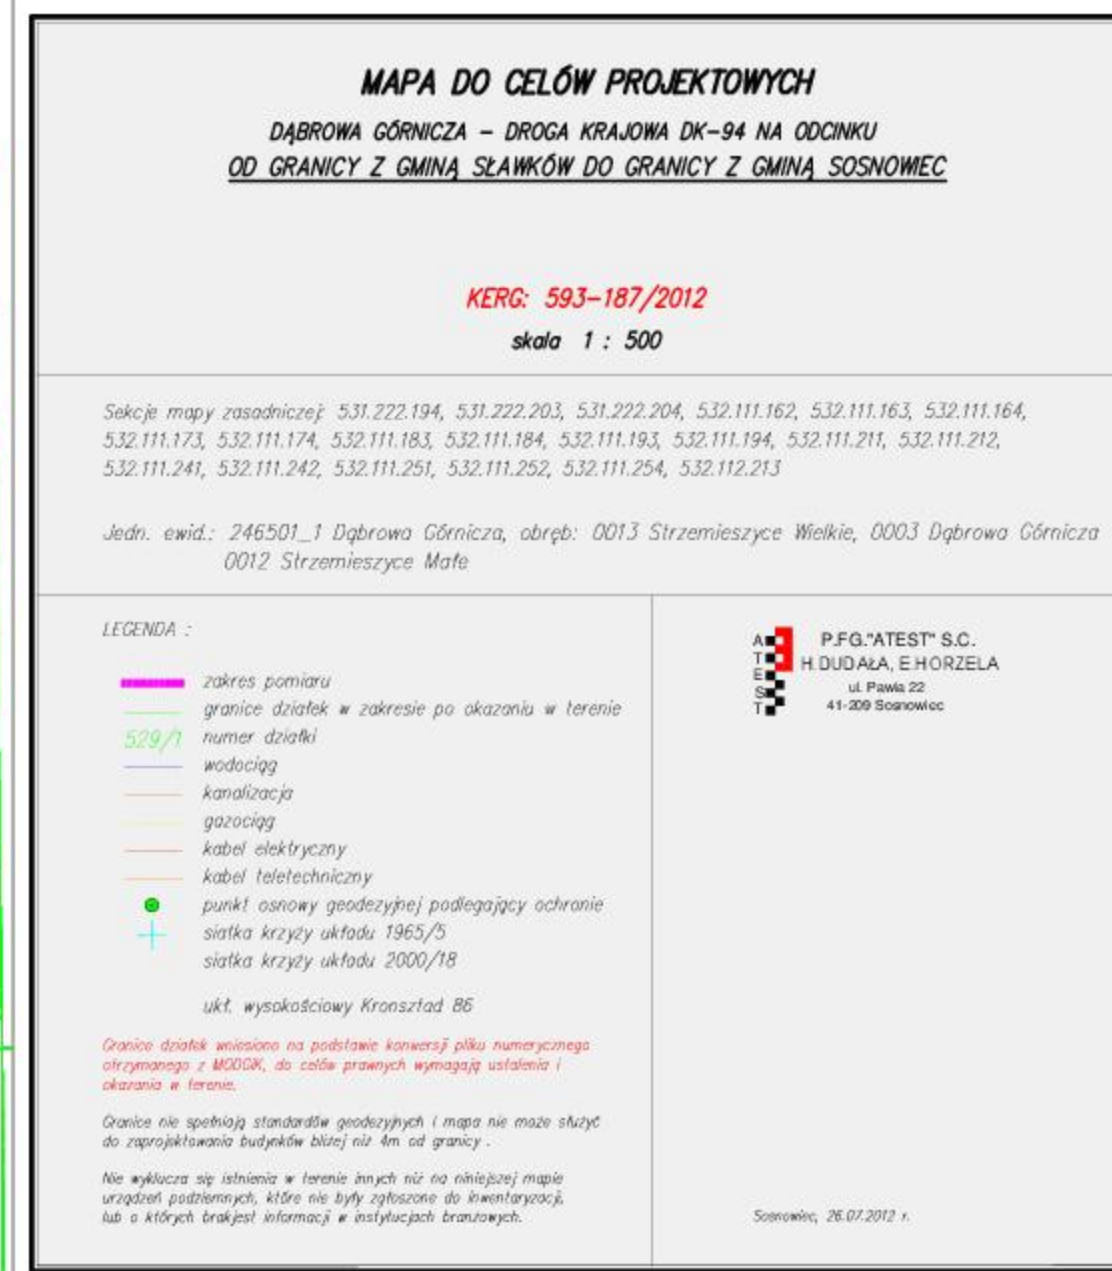 MAPA DO CELÓW PROJEKTOWYCH
DĄBROWA GÓRNICZA – DROGA KRAJOWA DK-94 NA ODCINKU
OD GRANICY Z GMINĄ SŁAWKÓW DO GRANICY Z GMINĄ SOSNOWIEC
KERG: 593-187/2012
skala 1 : 500
Sekcje mapy zasadniczej: 531.222.194, 531.222.203, 531.222.204, 532.111.162, 532.111.163, 532.111.164,
532.111.173, 532.111.174, 532.111.183, 532.111.184, 532.111.193, 532.111.194, 532.111.211, 532.111.212,
532.111.241, 532.111.242, 532.111.251, 532.111.252, 532.111.254, 532.112.213
Jedn. ewid.: 246501_1 Dąbrowa Górnicza, obręb: 0013 Strzemieszyce Wielkie, 0003 Dąbrowa Górnicza
0012 Strzemieszyce Małe
LEGENDA :
zakres pomiaru
granice działek w zakresie po okazaniu w terenie
529/1 numer działki
wodociąg
kanalizacja
gazociąg
kabel elektryczny
kabel teletechniczny
punkt osnowy geodezyjnej podlegający ochronie
siatka krzyży układu 1965/5
siatka krzyży układu 2000/18
ukł. wysokościowy Kronsztad 86
Granice działek wniesiono na podstawie konwersji pliku numerycznego
otrzymanego z MODGiK, do celów prawnych wymagają ustalenia i
okazania w terenie.
Granice nie spełniają standardów geodezyjnych i mapa nie może służyć
do zaprojektowania budynków bliżej niż 4m od granicy .
Nie wyklucza się istnienia w terenie innych niż na niniejszej mapie
urządzeń podziemnych, które nie były zgłoszone do inwentaryzacji,
lub o których brakjest informacji w instytucjach branżowych.
ATEST
P.F.G."ATEST" S.C.
H.DUDAŁA, E.HORZELA
ul. Pawia 22
41-209 Sosnowiec
Sosnowiec, 26.07.2012 r.